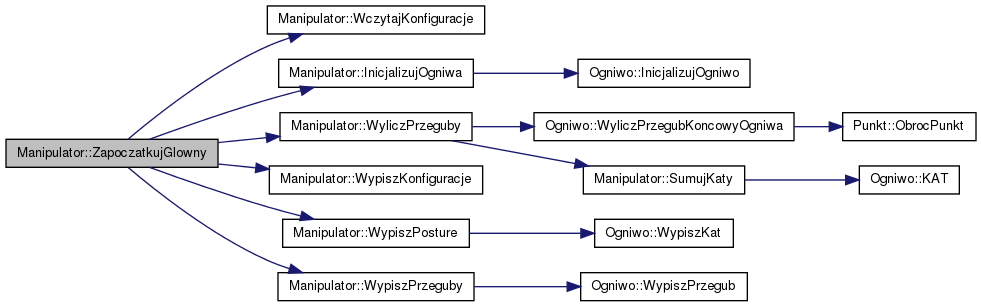 Manipulator::ZapoczatkujGlowny
Manipulator::WczytajKonfiguracje
Manipulator::InicjalizujOgniwa
Ogniwo::InicjalizujOgniwo
Manipulator::WyliczPrzeguby
Ogniwo::WyliczPrzegubKoncowyOgniwa
Punkt::ObrocPunkt
Manipulator::SumujKaty
Ogniwo::KAT
Manipulator::WypiszKonfiguracje
Manipulator::WypiszPosture
Ogniwo::WypiszKat
Manipulator::WypiszPrzeguby
Ogniwo::WypiszPrzegub